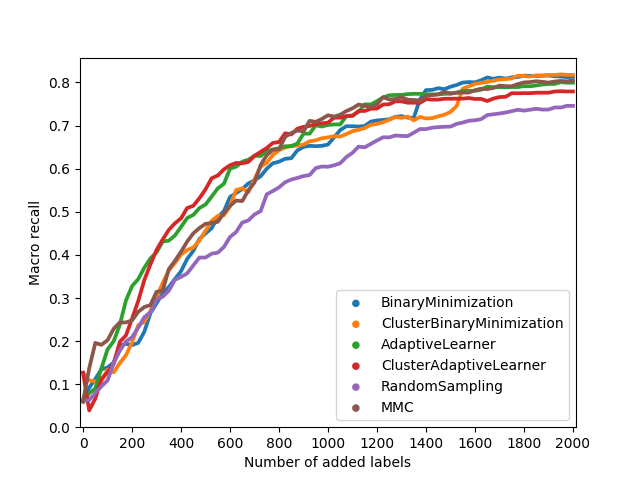 Macro recall
0.8
0.7
0.6
0.5
0.4
0.3
0.2
0.1
0.0
BinaryMinimization
ClusterBinaryMinimization
AdaptiveLearner
ClusterAdaptiveLearner
RandomSampling
MMC
0 200 400 600 800 1000 1200 1400 1600 1800 2000
Number of added labels